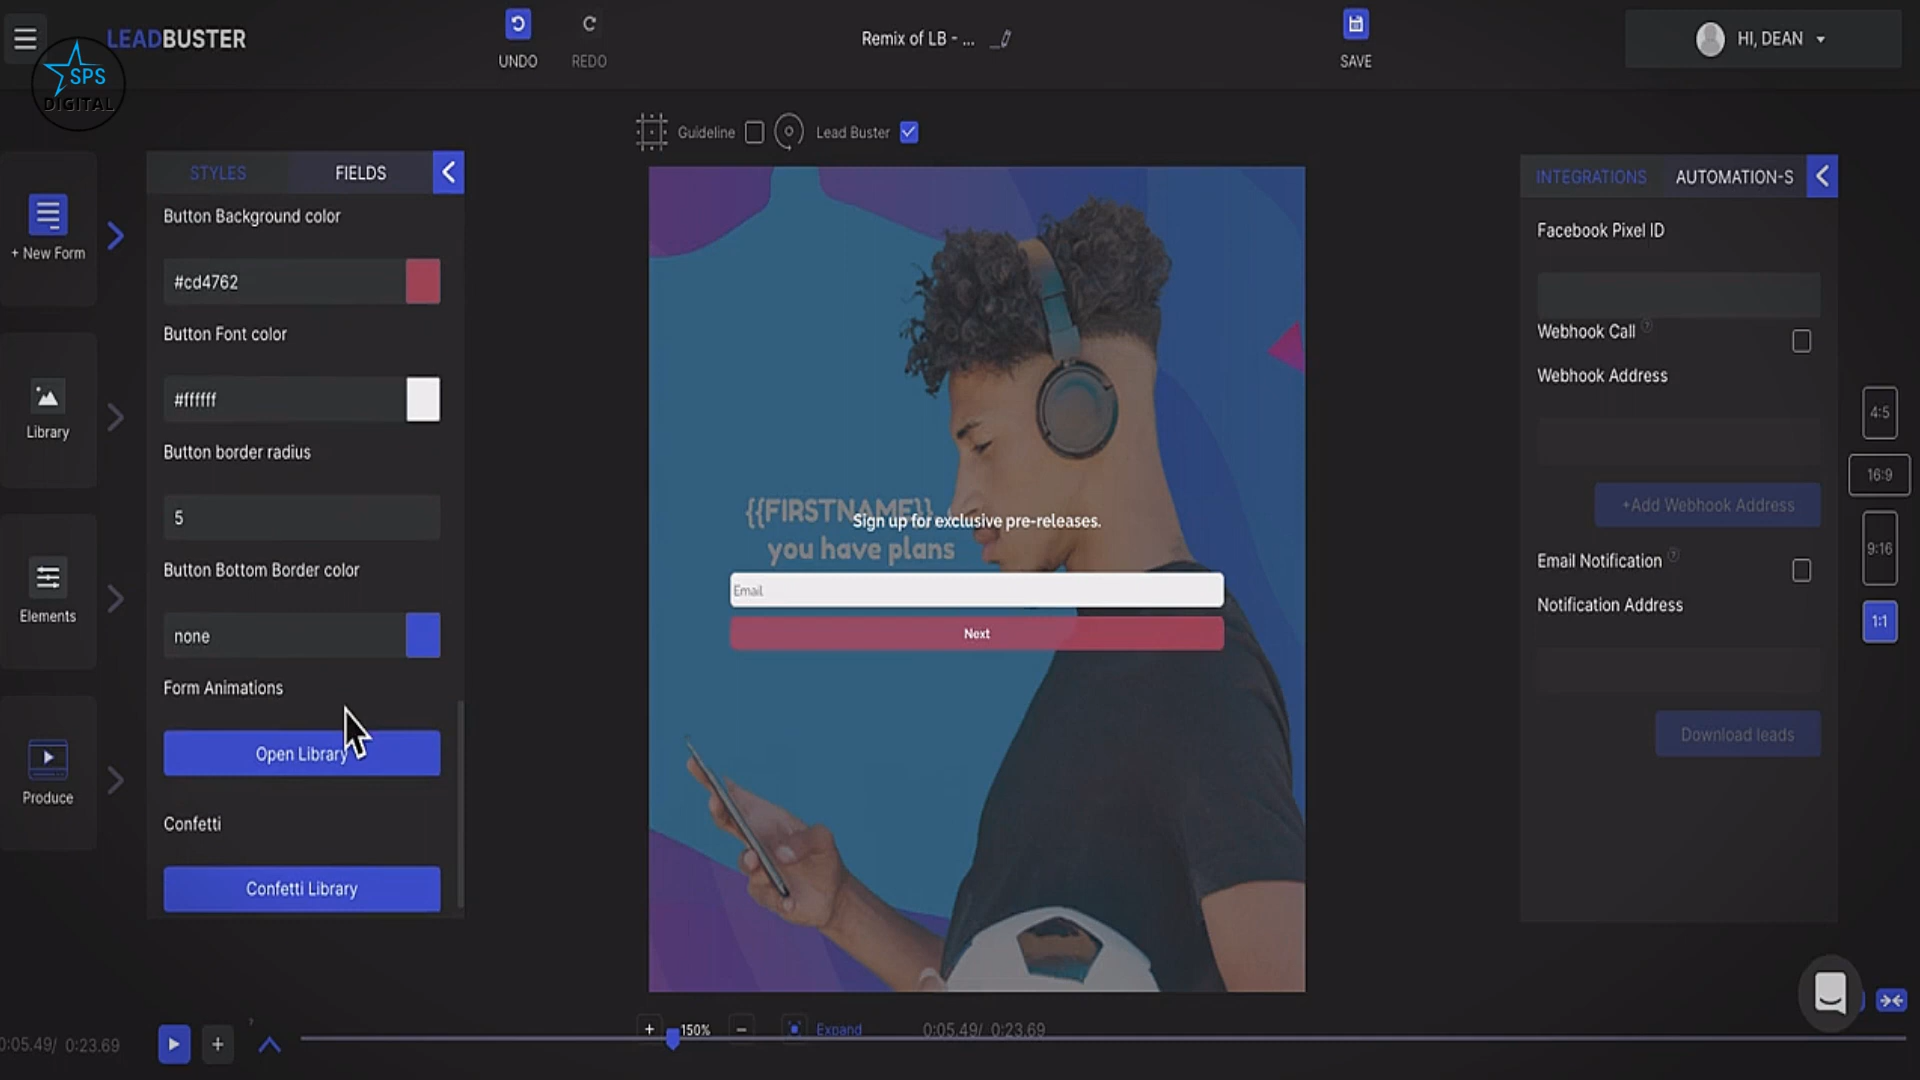 LEADBUSTER
SPS
DIGITAL
UNDO
REDO
Remix of LB - ...
SAVE
HI, DEAN
Guideline
Lead Buster
+ New Form
Library
Elements
Produce
STYLES
FIELDS
Button Background color
#cd4762
Button Font color
#ffffff
Button border radius
5
Button Bottom Border color
none
Form Animations
Open Library
Confetti
Confetti Library
{{FIRSTNAME}}
Sign up for exclusive pre-releases.
you have plans
Email
Next
INTEGRATIONS
AUTOMATION-S
Facebook Pixel ID
Webhook Call ?
Webhook Address
+Add Webhook Address
Email Notification ?
Notification Address
Download leads
4:5
16:9
9:16
1:1
+ 150% −
Expand
0:05.49/ 0:23.69
0:05.49/ 0:23.69
+
?